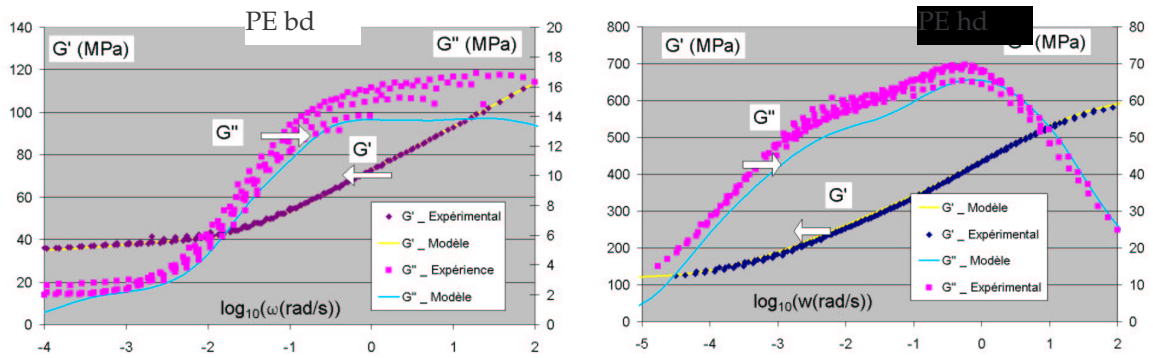 PE bd
G' (MPa)
G'' (MPa)
140
120
100
80
60
40
20
0
20
18
16
14
12
10
8
6
4
2
0
G''
G'
G' _ Expérimental
G' _ Modèle
G'' _ Expérience
G'' _ Modèle
log₁₀(ω(rad/s))
-4
-3
-2
-1
0
1
2
PE hd
G' (MPa)
G'' (MPa)
800
700
600
500
400
300
200
100
0
80
70
60
50
40
30
20
10
0
G''
G'
G' _ Modèle
G' _ Expérimental
G'' _ Modèle
G'' _ Expérimental
log₁₀(w(rad/s))
-5
-4
-3
-2
-1
0
1
2